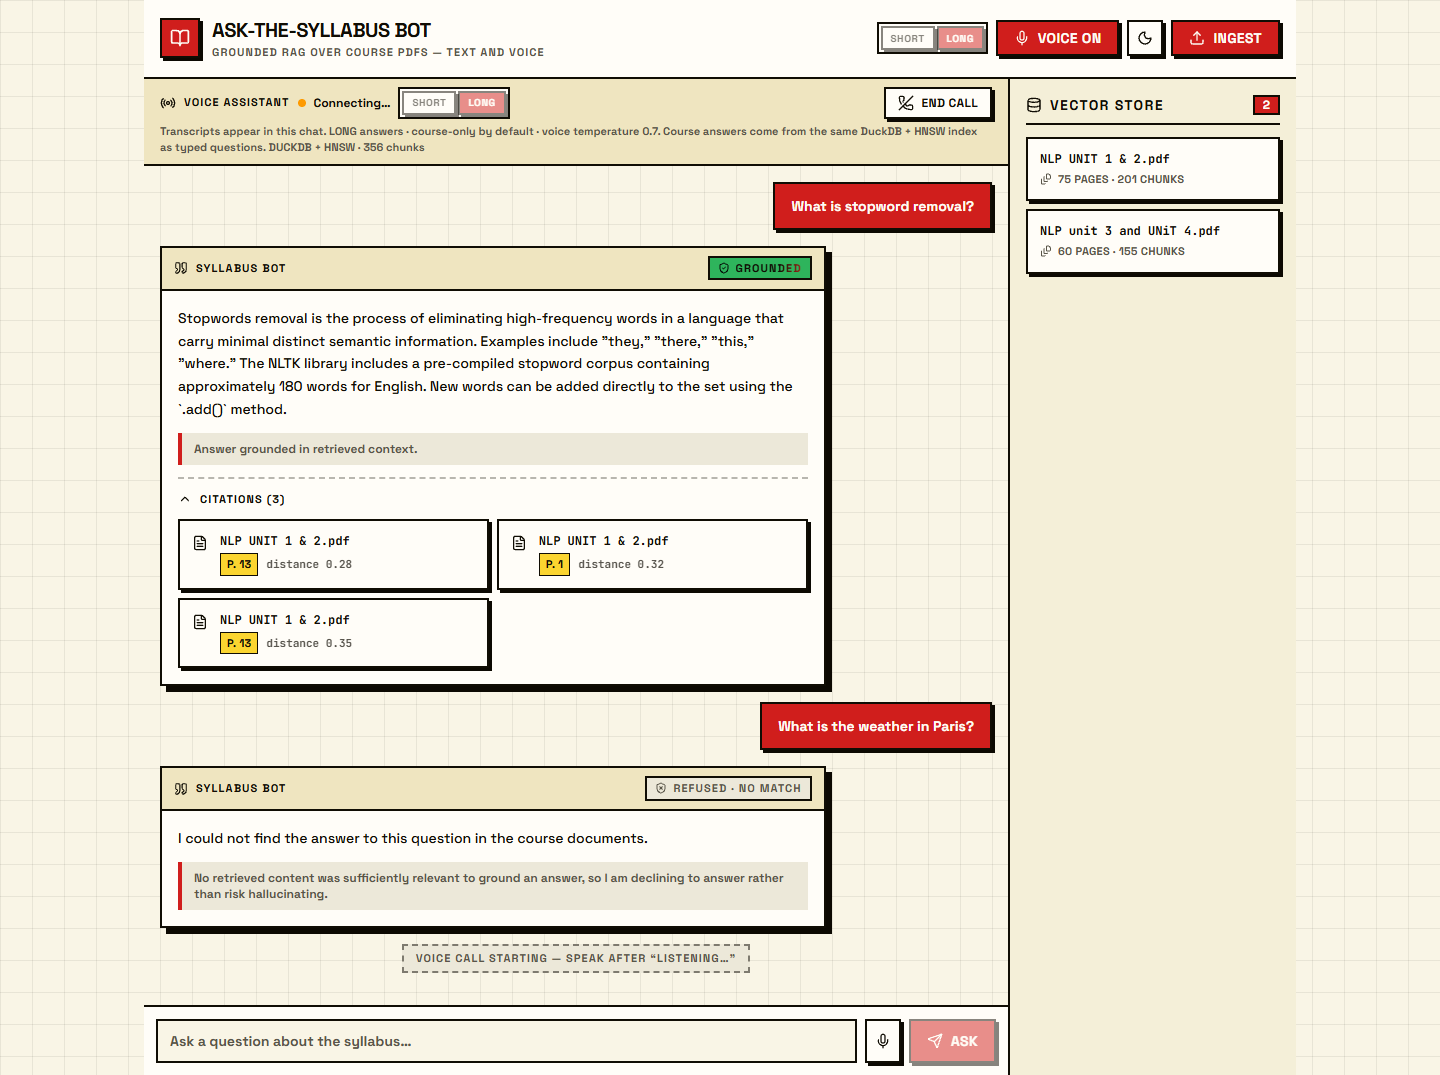 ASK-THE-SYLLABUS BOT
GROUNDED RAG OVER COURSE PDFS — TEXT AND VOICE
SHORT LONG VOICE ON INGEST
VOICE ASSISTANT Connecting... SHORT LONG END CALL
Transcripts appear in this chat. LONG answers · course-only by default · voice temperature 0.7. Course answers come from the same DuckDB + HNSW index
as typed questions. DUCKDB + HNSW · 356 chunks
What is stopword removal?
SYLLABUS BOT GROUNDED
Stopwords removal is the process of eliminating high-frequency words in a language that
carry minimal distinct semantic information. Examples include ”they,” ”there,” ”this,”
”where.” The NLTK library includes a pre-compiled stopword corpus containing
approximately 180 words for English. New words can be added directly to the set using the
`.add()` method.
Answer grounded in retrieved context.
CITATIONS (3)
NLP UNIT 1 & 2.pdf
P. 13 distance 0.28
NLP UNIT 1 & 2.pdf
P. 1 distance 0.32
NLP UNIT 1 & 2.pdf
P. 13 distance 0.35
What is the weather in Paris?
SYLLABUS BOT REFUSED · NO MATCH
I could not find the answer to this question in the course documents.
No retrieved content was sufficiently relevant to ground an answer, so I am declining to answer rather
than risk hallucinating.
VOICE CALL STARTING — SPEAK AFTER “LISTENING…”
Ask a question about the syllabus... ASK
VECTOR STORE 2
NLP UNIT 1 & 2.pdf
75 PAGES · 201 CHUNKS
NLP unit 3 and UNiT 4.pdf
60 PAGES · 155 CHUNKS